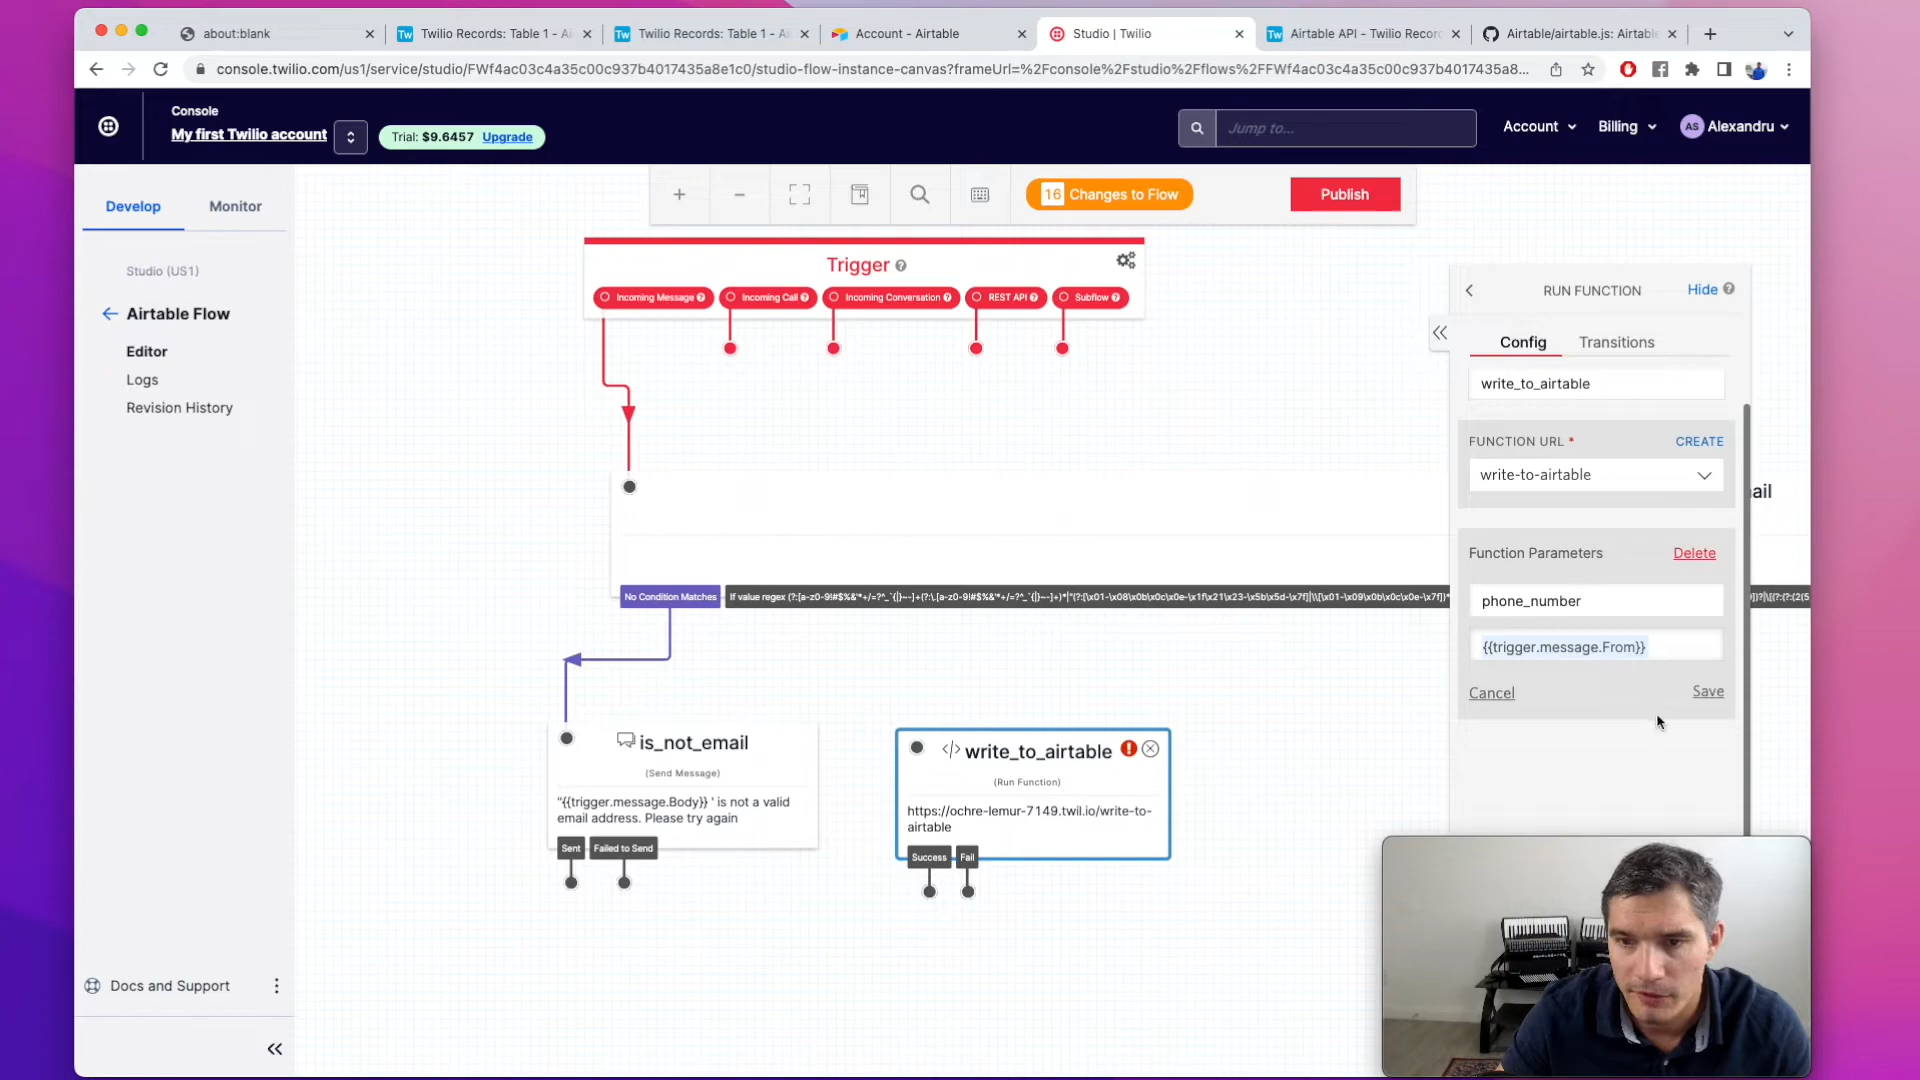 about:blank
Twilio Records: Table 1 - Ai
Twilio Records: Table 1 - Ai
Account - Airtable
Studio | Twilio
Airtable API - Twilio Record
Airtable/airtable.js: Airtable
console.twilio.com/us1/service/studio/FWf4ac03c4a35c00c937b4017435a8e1c0/studio-flow-instance-canvas?frameUrl=%2Fconsole%2Fstudio%2Fflows%2FFWf4ac03c4a35c00c937b4017435a8...
Console
My first Twilio account
Trial: $9.6457 Upgrade
Jump to...
Account
Billing
AS Alexandru
Develop
Monitor
16 Changes to Flow
Publish
Studio (US1)
Airtable Flow
Editor
Logs
Revision History
Trigger
Incoming Message
Incoming Call
Incoming Conversation
REST API
Subflow
RUN FUNCTION
Hide
Config
Transitions
write_to_airtable
FUNCTION URL *
CREATE
write-to-airtable
ail
Function Parameters
Delete
phone_number
{{trigger.message.From}}
Cancel
Save
No Condition Matches
is_not_email
(Send Message)
"{{trigger.message.Body}} ' is not a valid
email address. Please try again
Sent
Failed to Send
write_to_airtable
(Run Function)
https://ochre-lemur-7149.twil.io/write-to-
airtable
Success
Fail
Docs and Support